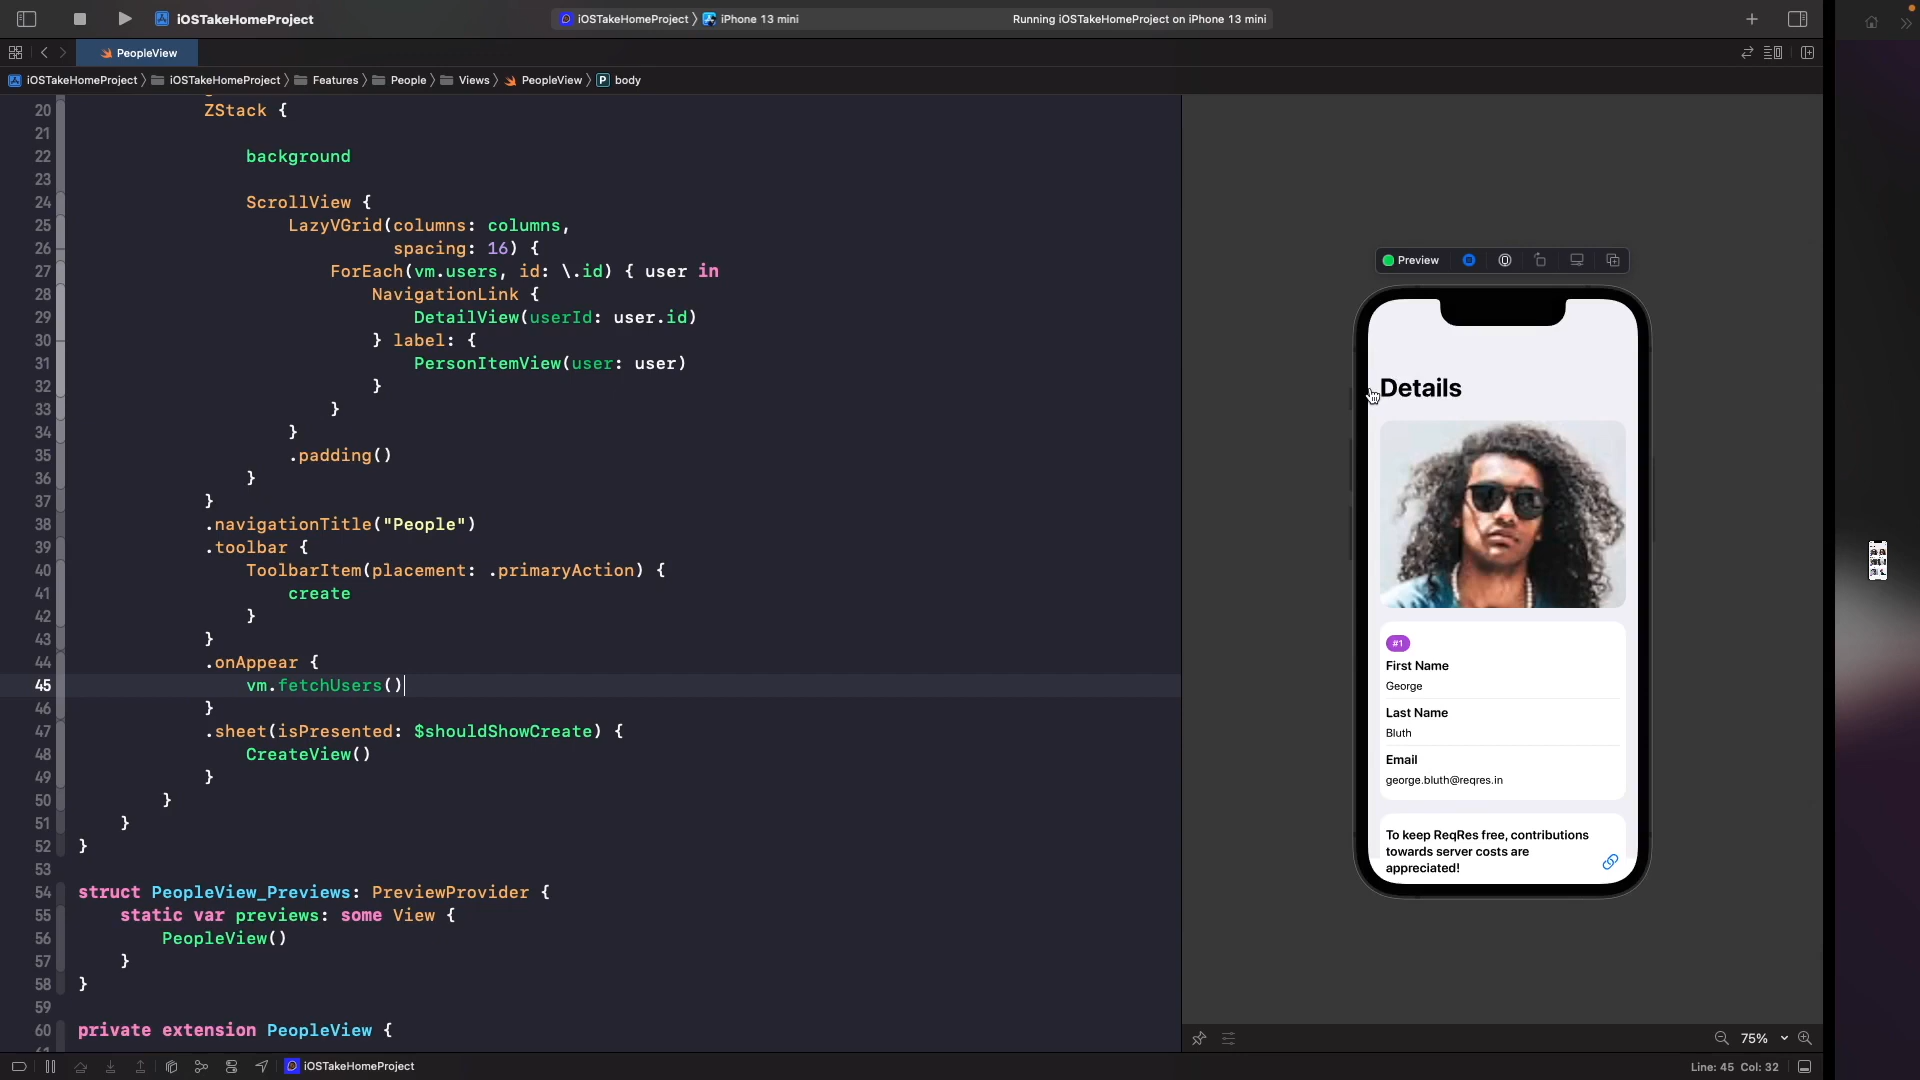 iOSTakeHomeProject
iOSTakeHomeProject 〉 iPhone 13 mini
Running iOSTakeHomeProject on iPhone 13 mini
PeopleView
iOSTakeHomeProject 〉 iOSTakeHomeProject 〉 Features 〉 People 〉 Views 〉 PeopleView 〉 P body
20 ZStack {
21
22 background
23
24 ScrollView {
25 LazyVGrid(columns: columns,
26 spacing: 16) {
27 ForEach(vm.users, id: \.id) { user in
28 NavigationLink {
29 DetailView(userId: user.id)
30 } label: {
31 PersonItemView(user: user)
32 }
33 }
34 }
35 .padding()
36 }
37 }
38 .navigationTitle("People")
39 .toolbar {
40 ToolbarItem(placement: .primaryAction) {
41 create
42 }
43 }
44 .onAppear {
45 vm.fetchUsers()
46 }
47 .sheet(isPresented: $shouldShowCreate) {
48 CreateView()
49 }
50 }
51 }
52 }
53
54 struct PeopleView_Previews: PreviewProvider {
55 static var previews: some View {
56 PeopleView()
57 }
58 }
59
60 private extension PeopleView {
Preview
Details
#1
First Name
George
Last Name
Bluth
Email
george.bluth@reqres.in
To keep ReqRes free, contributions
towards server costs are
appreciated!
75%
iOSTakeHomeProject
Line: 45 Col: 32